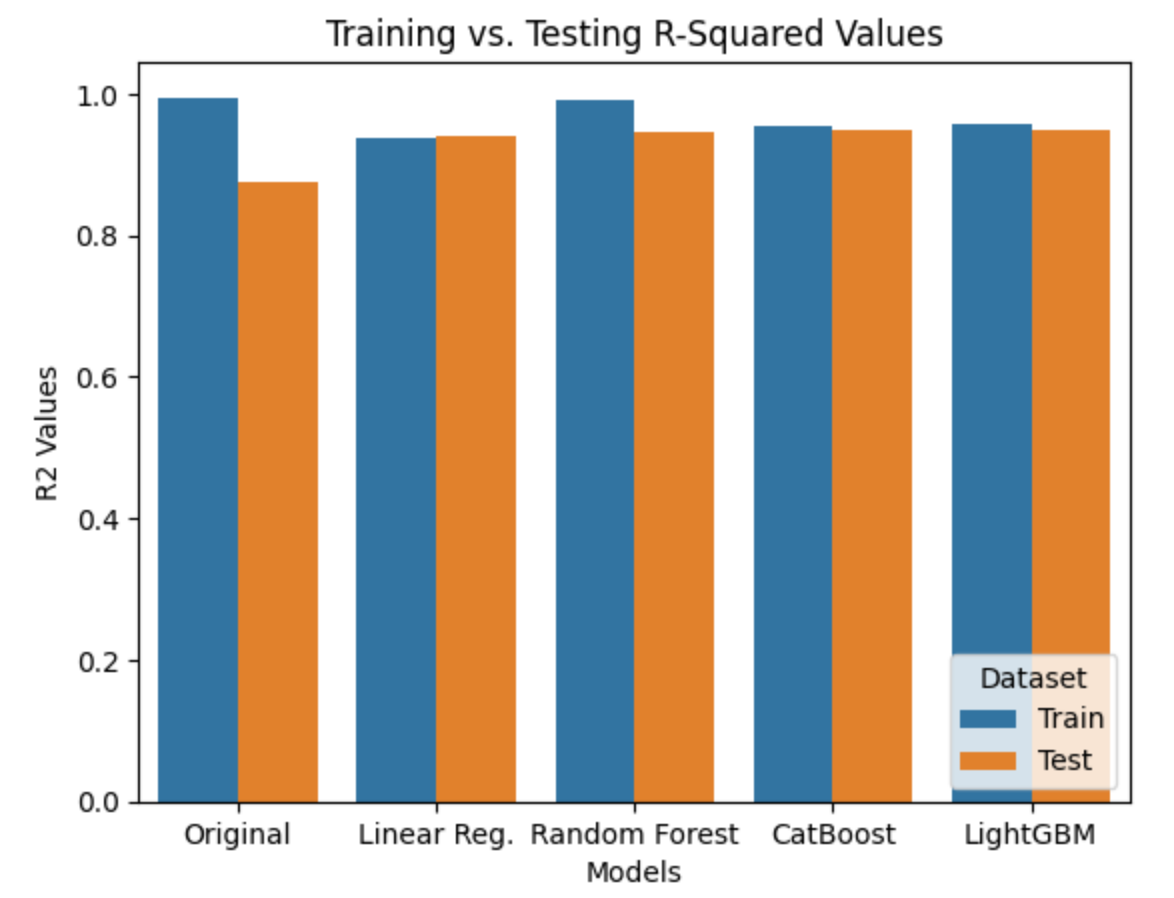 Training vs. Testing R-Squared Values
1.0
0.8
0.6
0.4
0.2
0.0
R2 Values
Dataset
Train
Test
Original Linear Reg. Random Forest CatBoost LightGBM
Models